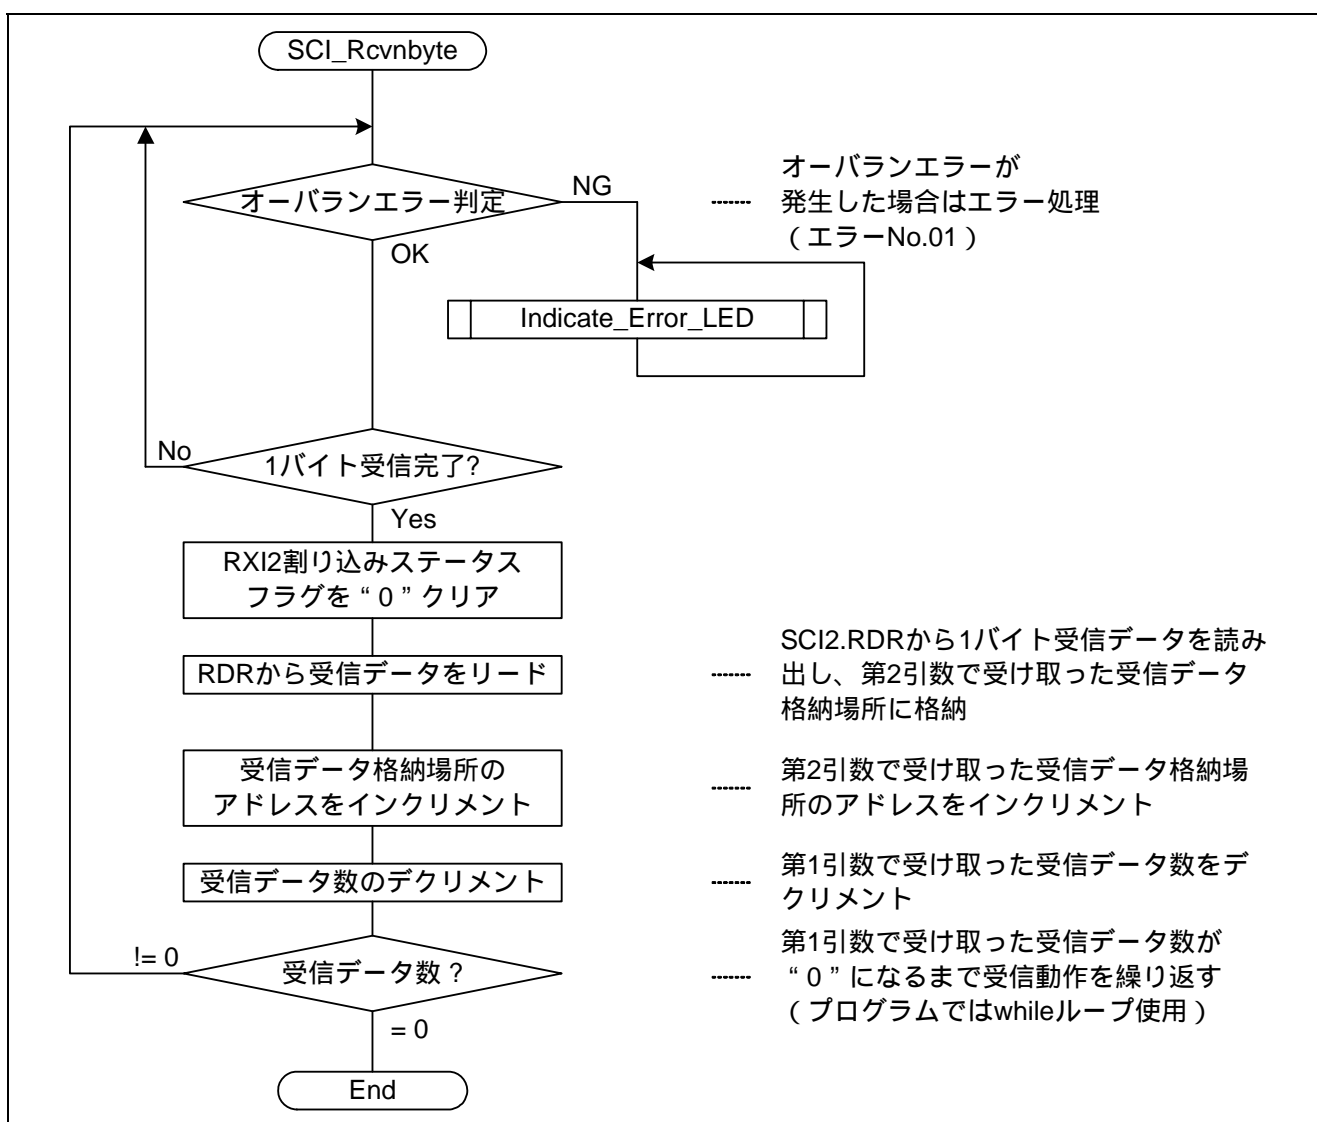 SCI_Rcvnbyte
オーバランエラー判定
NG
オーバランエラーが
発生した場合はエラー処理
（エラーNo.01）
OK
Indicate_Error_LED
No
1バイト受信完了?
Yes
RXI2割り込みステータス
フラグを“0”クリア
RDRから受信データをリード
SCI2.RDRから1バイト受信データを読み
出し、第2引数で受け取った受信データ
格納場所に格納
受信データ格納場所の
アドレスをインクリメント
第2引数で受け取った受信データ格納場
所のアドレスをインクリメント
受信データ数のデクリメント
第1引数で受け取った受信データ数をデ
クリメント
!= 0
受信データ数？
第1引数で受け取った受信データ数が
“0”になるまで受信動作を繰り返す
（プログラムではwhileループ使用）
= 0
End